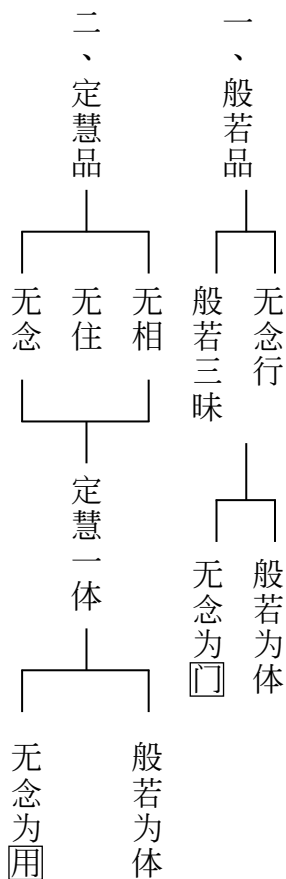 一、般若品
无念行
般若三昧
般若为体
无念为门
二、定慧品
无相
无住
无念
定慧一体
般若为体
无念为用